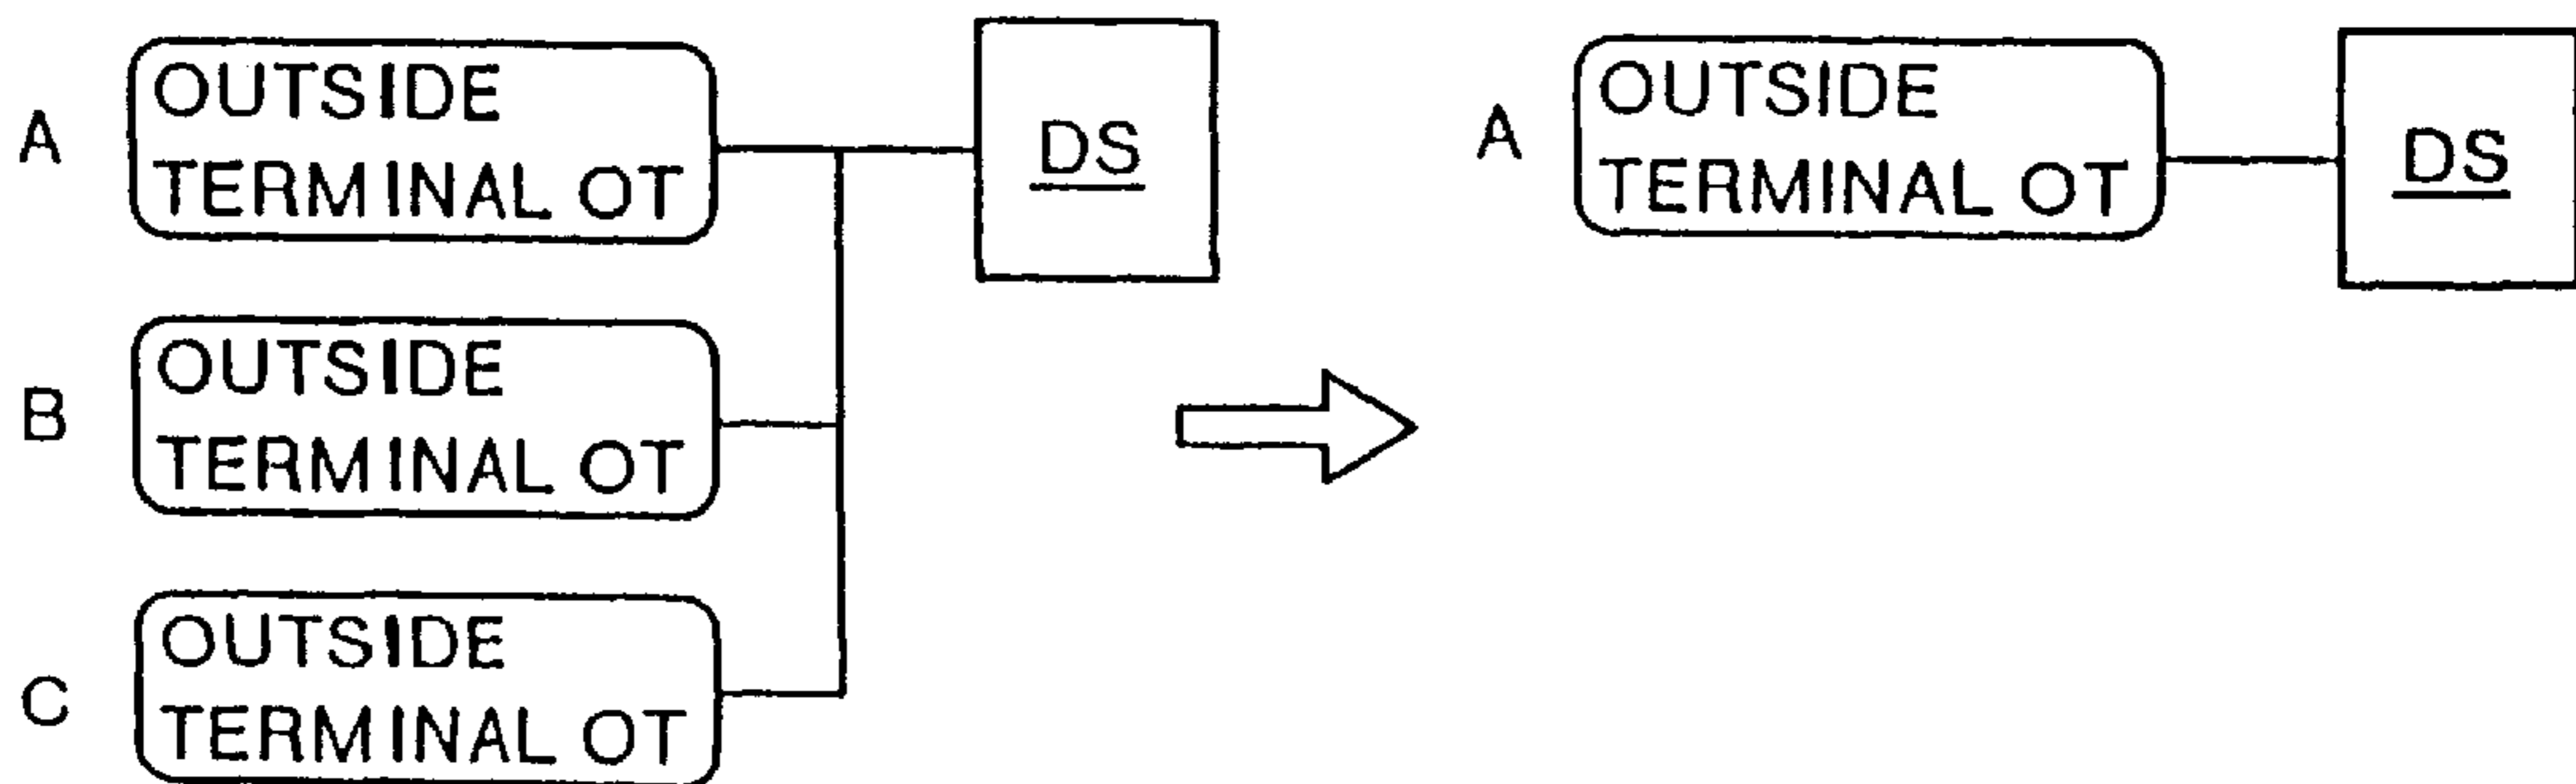 A
OUTSIDE
TERMINAL OT
DS
B
OUTSIDE
TERMINAL OT
C
OUTSIDE
TERMINAL OT
A
OUTSIDE
TERMINAL OT
DS